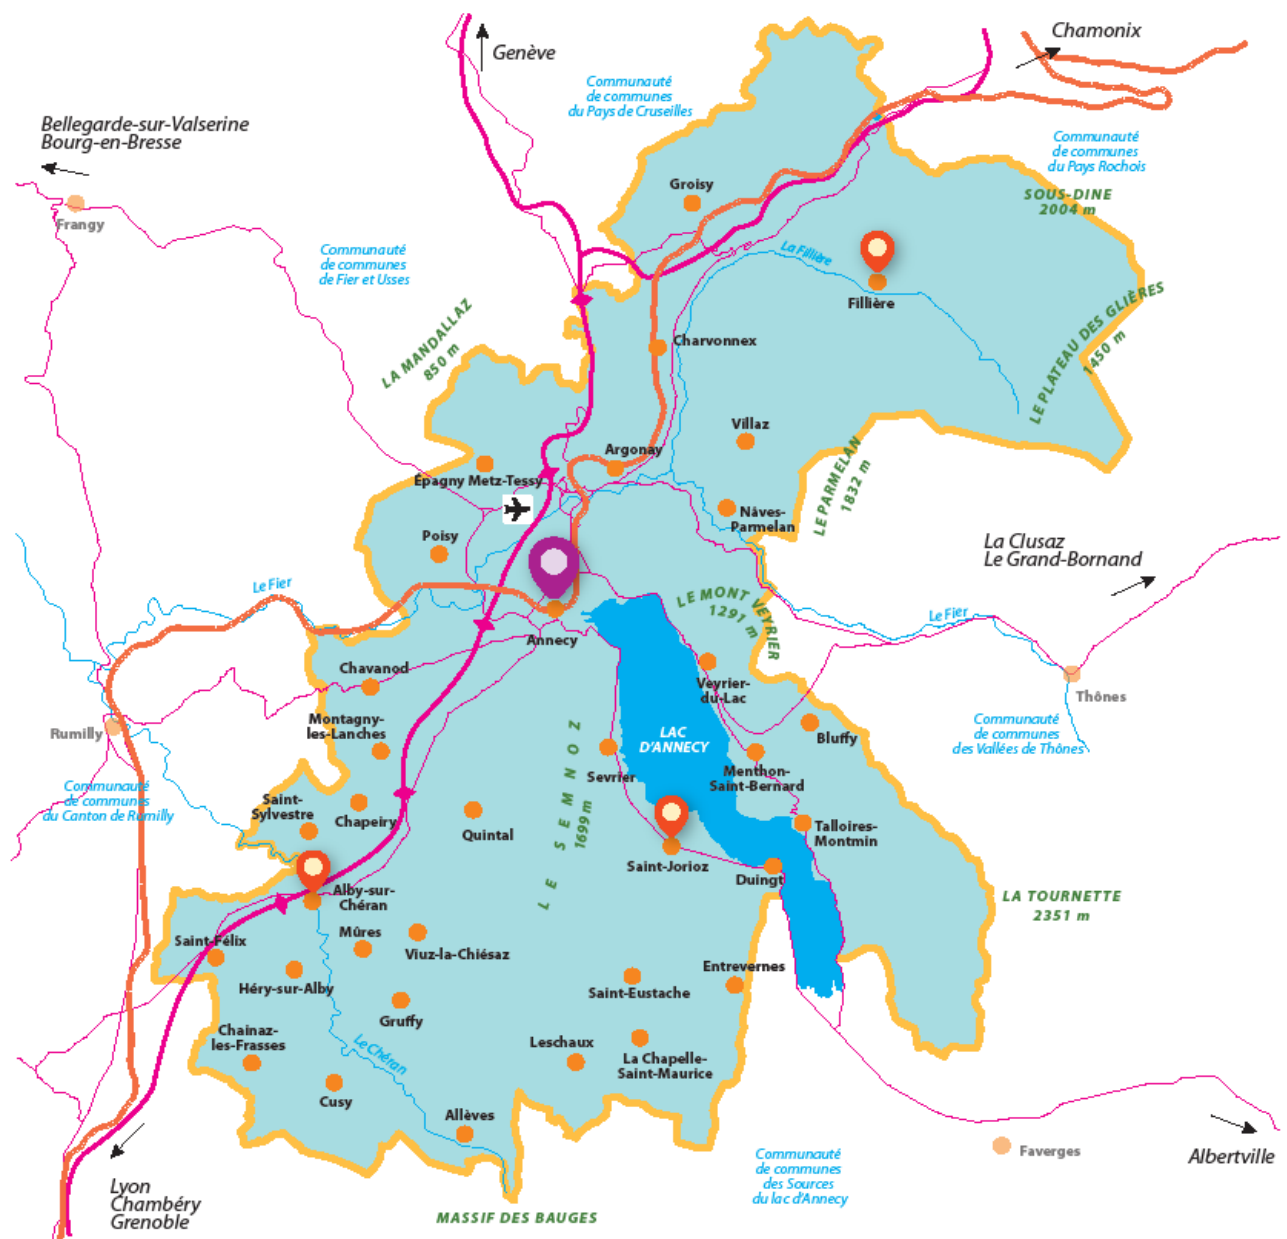 Chamonix
Genève
Communauté
de communes
du Pays de Cruseilles
Bellegarde-sur-Valserine
Bourg-en-Bresse
Communauté
de communes
du Pays Rochois
Groisy
SOUS-DINE
2004 m
Frangy
Communauté
de communes
de Fier et Usses
La Fillière
Fillière
LA MANDALLAZ
850 m
LE PLATEAU DES GLIÈRES
1450 m
Charvonnex
Villaz
Argonay
Épagny Metz-Tessy
LE PARMELAN
1832 m
Nâves-
Parmelan
Poisy
La Clusaz
Le Grand-Bornand
Le Fier
LE MONT VEYRIER
1291 m
Le Fier
Annecy
Chavanod
Veyrier-
du-Lac
Thônes
Montagny-
les-Lanches
Rumilly
LAC
D'ANNECY
Bluffy
Communauté
de communes
des Vallées de Thônes
Sevrier
Menthon-
Saint-Bernard
Communauté
de communes
du Canton de Rumilly
Saint-
Sylvestre
Chapeiry
Quintal
LE SEMNOZ
1699 m
Talloires-
Montmin
Saint-Jorioz
Duingt
Alby-sur-
Chéran
LA TOURNETTE
2351 m
Mûres
Saint-Félix
Viuz-la-Chiésaz
Entrevernes
Héry-sur-Alby
Saint-Eustache
Gruffy
Chainaz-
les-Frasses
Le Chéran
Leschaux
La Chapelle-
Saint-Maurice
Cusy
Allèves
Faverges
Albertville
Communauté
de communes
des Sources
du lac d'Annecy
Lyon
Chambéry
Grenoble
MASSIF DES BAUGES